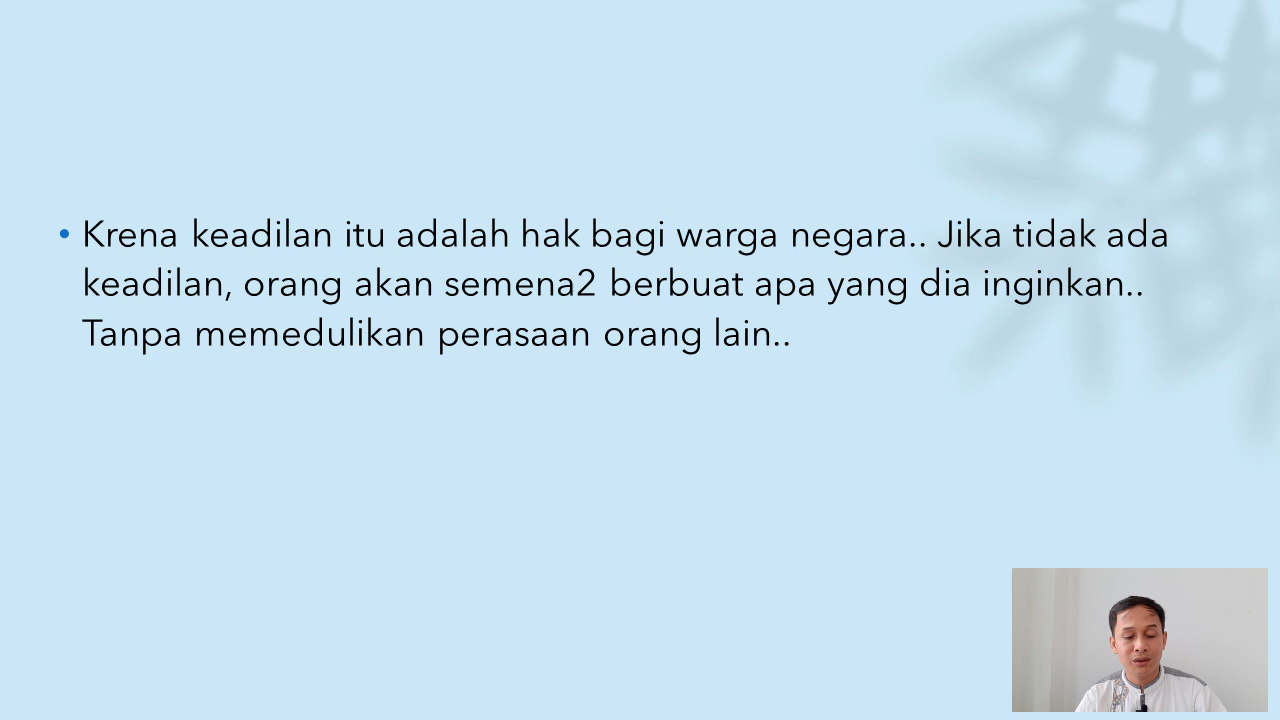 • Krena keadilan itu adalah hak bagi warga negara.. Jika tidak ada
keadilan, orang akan semena2 berbuat apa yang dia inginkan..
Tanpa memedulikan perasaan orang lain..